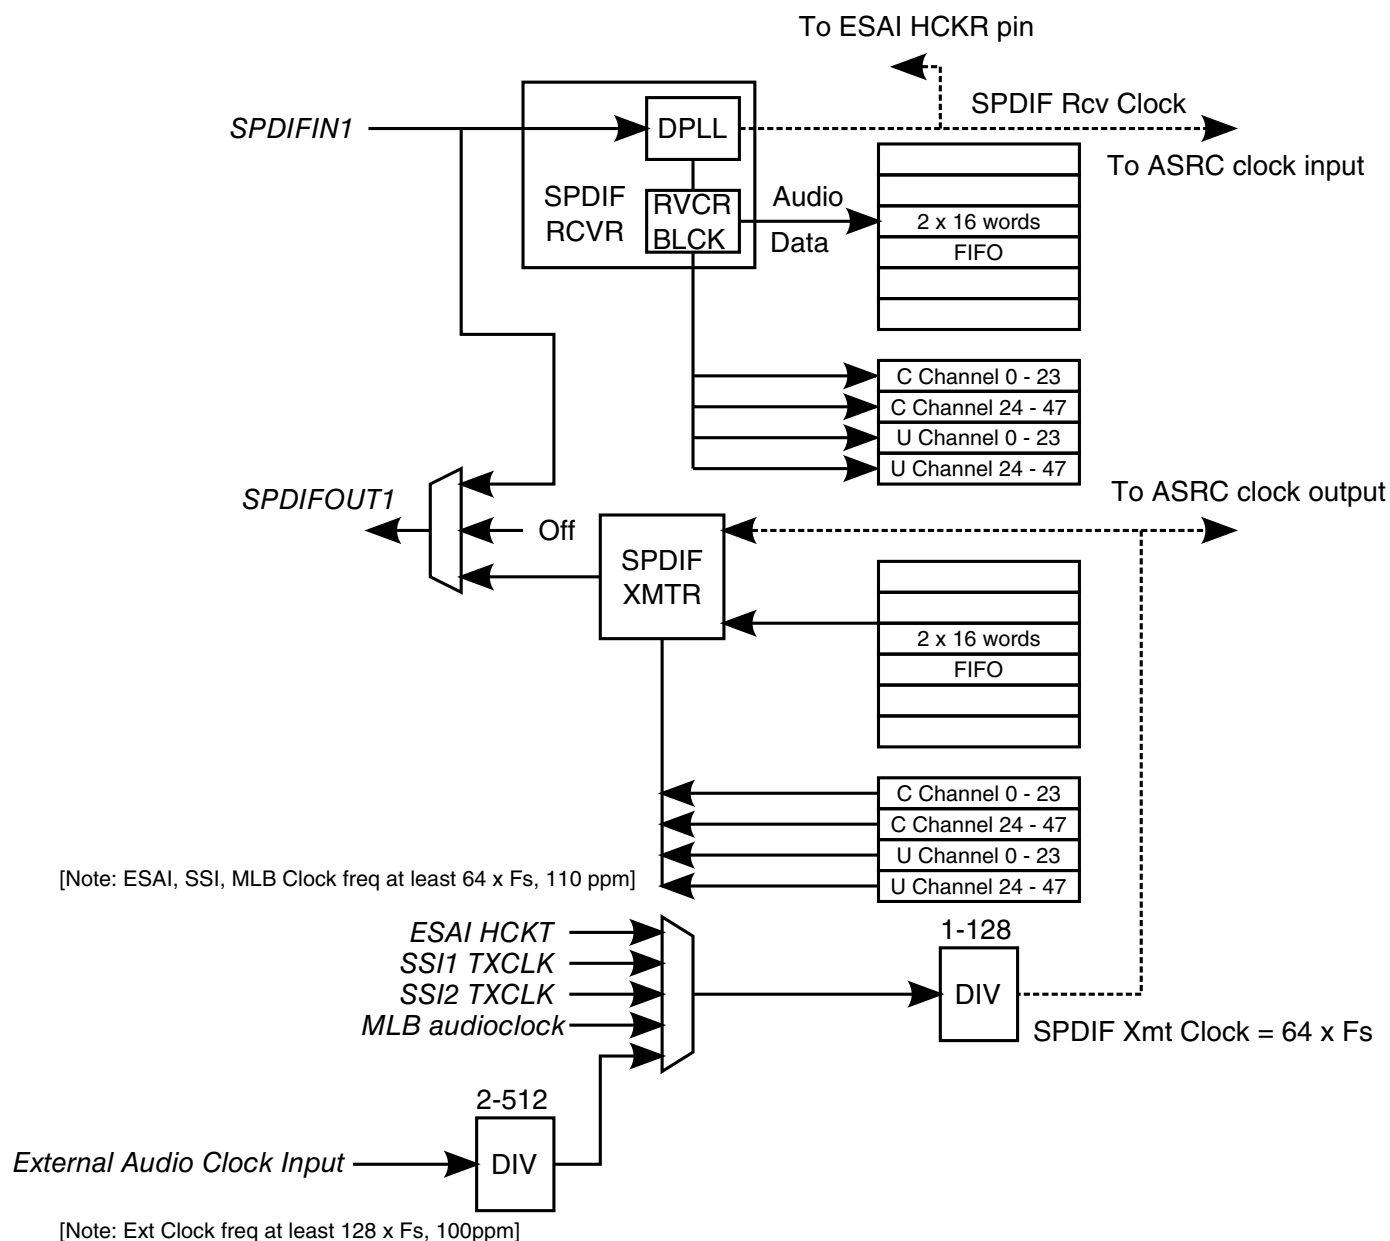 To ESAI HCKR pin
SPDIF Rcv Clock
SPDIFIN1
DPLL
To ASRC clock input
SPDIF
RCVR
RVCR
BLCK
Audio
Data
2 x 16 words
FIFO
C Channel 0 - 23
C Channel 24 - 47
U Channel 0 - 23
U Channel 24 - 47
SPDIFOUT1
To ASRC clock output
Off
SPDIF
XMTR
2 x 16 words
FIFO
C Channel 0 - 23
C Channel 24 - 47
U Channel 0 - 23
U Channel 24 - 47
[Note: ESAI, SSI, MLB Clock freq at least 64 x Fs, 110 ppm]
ESAI HCKT
SSI1 TXCLK
SSI2 TXCLK
MLB audioclock
1-128
DIV
SPDIF Xmt Clock = 64 x Fs
2-512
External Audio Clock Input
DIV
[Note: Ext Clock freq at least 128 x Fs, 100ppm]